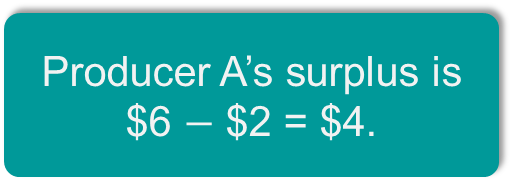 Producer A’s surplus is
$6 – $2 = $4.